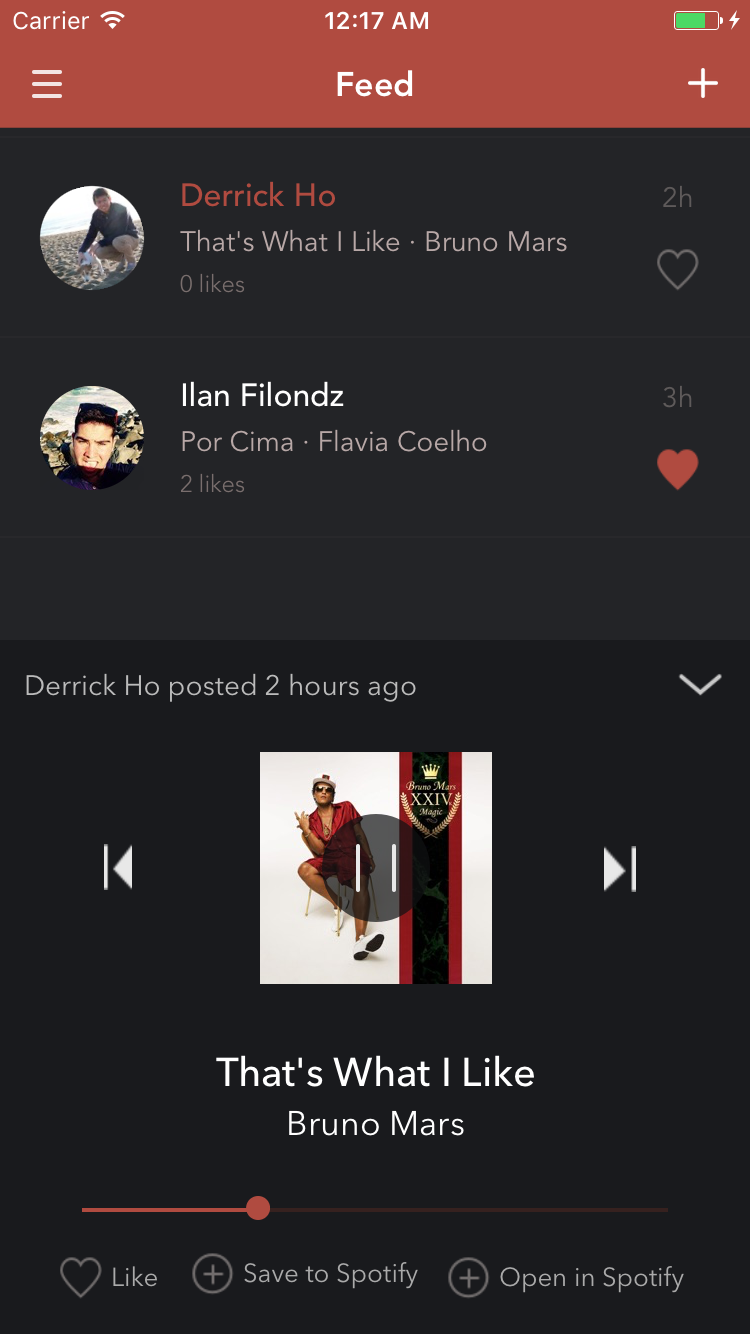 Carrier 12:17 AM
Feed
Derrick Ho 2h
That's What I Like · Bruno Mars
0 likes
Ilan Filondz 3h
Por Cima · Flavia Coelho
2 likes
Derrick Ho posted 2 hours ago
Bruno Mars
XXIV
Magic
That's What I Like
Bruno Mars
Like Save to Spotify Open in Spotify